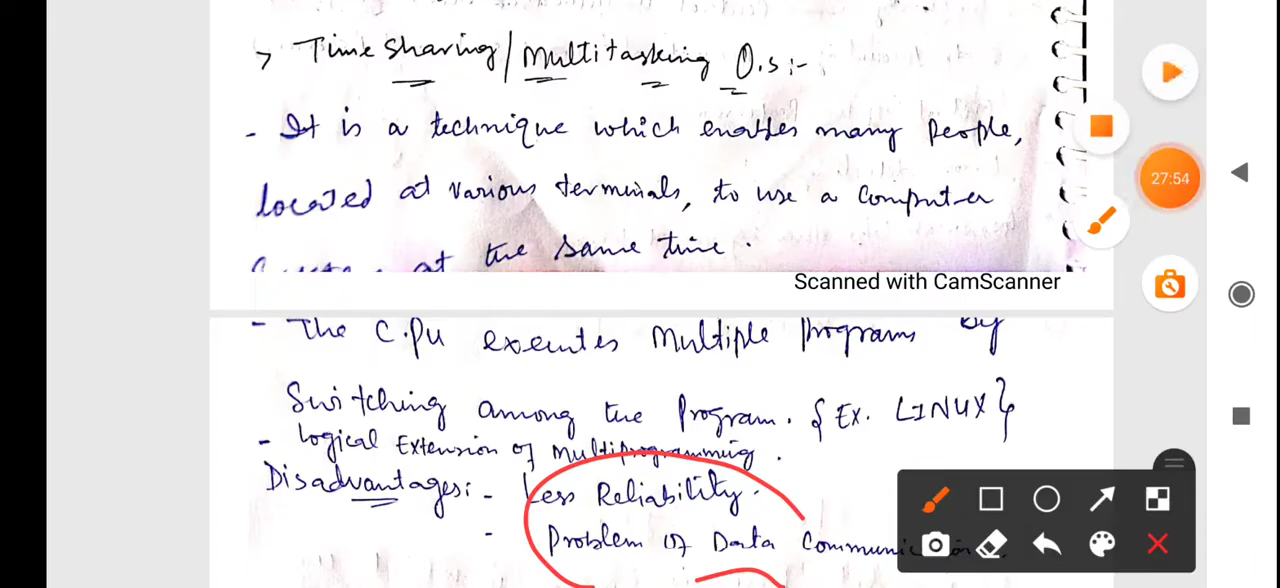 > Time Sharing/Multitasking O.s:-
- It is a technique which enables many People,
located at various terminals, to use a computer
at the same time.
Scanned with CamScanner
27:54
- The C.Pu executes Multiple Programs by
Switching among the Program. {Ex. LINUX}
- Logical Extension of Multiprogramming.
Disadvantages: - Less Reliability.
- Problem of Data Communi